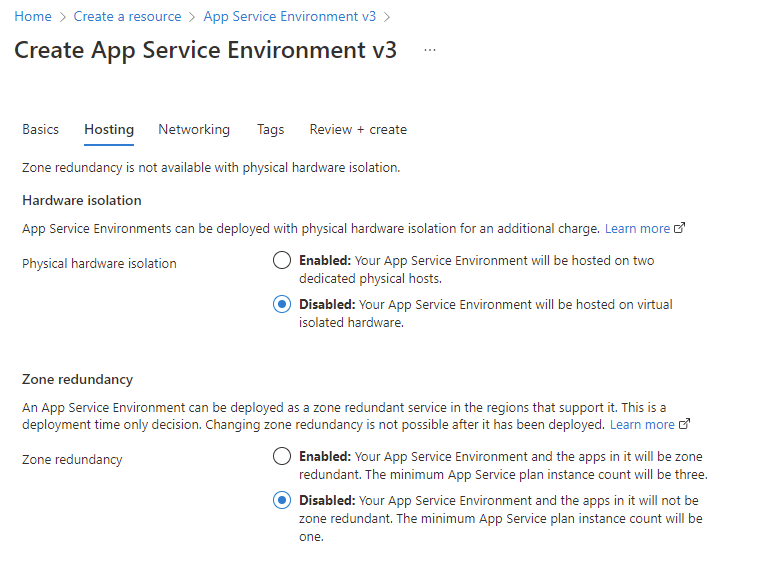 Home > Create a resource > App Service Environment v3 >
Create App Service Environment v3 ...
Basics Hosting Networking Tags Review + create
Zone redundancy is not available with physical hardware isolation.
Hardware isolation
App Service Environments can be deployed with physical hardware isolation for an additional charge. Learn more
Physical hardware isolation
Enabled: Your App Service Environment will be hosted on two
dedicated physical hosts.
Disabled: Your App Service Environment will be hosted on virtual
isolated hardware.
Zone redundancy
An App Service Environment can be deployed as a zone redundant service in the regions that support it. This is a
deployment time only decision. Changing zone redundancy is not possible after it has been deployed. Learn more
Zone redundancy
Enabled: Your App Service Environment and the apps in it will be zone
redundant. The minimum App Service plan instance count will be three.
Disabled: Your App Service Environment and the apps in it will not be
zone redundant. The minimum App Service plan instance count will be
one.